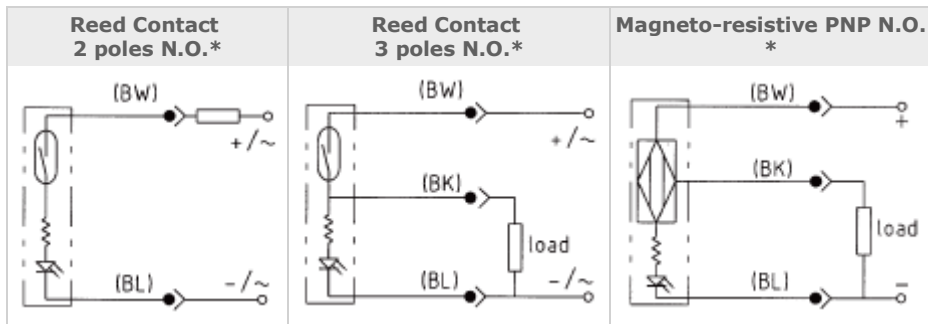 Reed Contact
2 poles N.O.*
Reed Contact
3 poles N.O.*
Magneto-resistive PNP N.O.
*
(BW)
+/~
(BL)
-/~
(BW)
+/~
(BK)
load
(BL)
-/~
(BW)
+
(BK)
load
(BL)
-